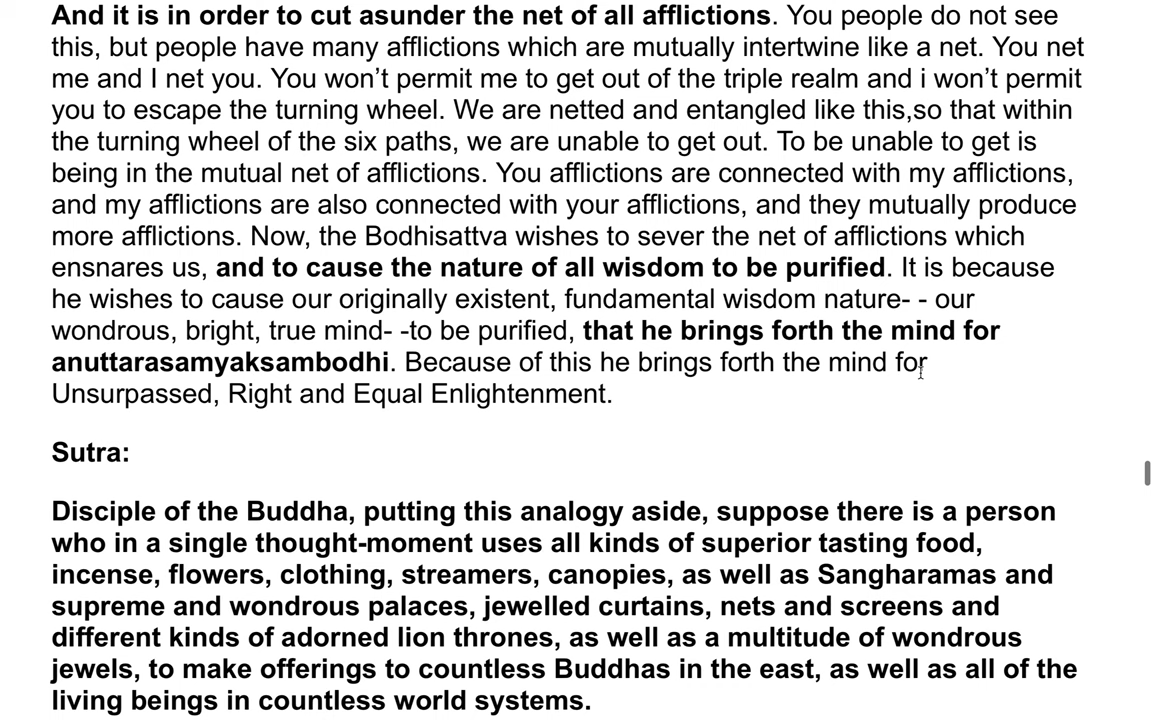 And it is in order to cut asunder the net of all afflictions. You people do not see
this, but people have many afflictions which are mutually intertwine like a net. You net
me and I net you. You won’t permit me to get out of the triple realm and i won’t permit
you to escape the turning wheel. We are netted and entangled like this,so that within
the turning wheel of the six paths, we are unable to get out. To be unable to get is
being in the mutual net of afflictions. You afflictions are connected with my afflictions,
and my afflictions are also connected with your afflictions, and they mutually produce
more afflictions. Now, the Bodhisattva wishes to sever the net of afflictions which
ensnares us, and to cause the nature of all wisdom to be purified. It is because
he wishes to cause our originally existent, fundamental wisdom nature- - our
wondrous, bright, true mind- -to be purified, that he brings forth the mind for
anuttarasamyaksambodhi. Because of this he brings forth the mind for
Unsurpassed, Right and Equal Enlightenment.
Sutra:
Disciple of the Buddha, putting this analogy aside, suppose there is a person
who in a single thought-moment uses all kinds of superior tasting food,
incense, flowers, clothing, streamers, canopies, as well as Sangharamas and
supreme and wondrous palaces, jewelled curtains, nets and screens and
different kinds of adorned lion thrones, as well as a multitude of wondrous
jewels, to make offerings to countless Buddhas in the east, as well as all of the
living beings in countless world systems.